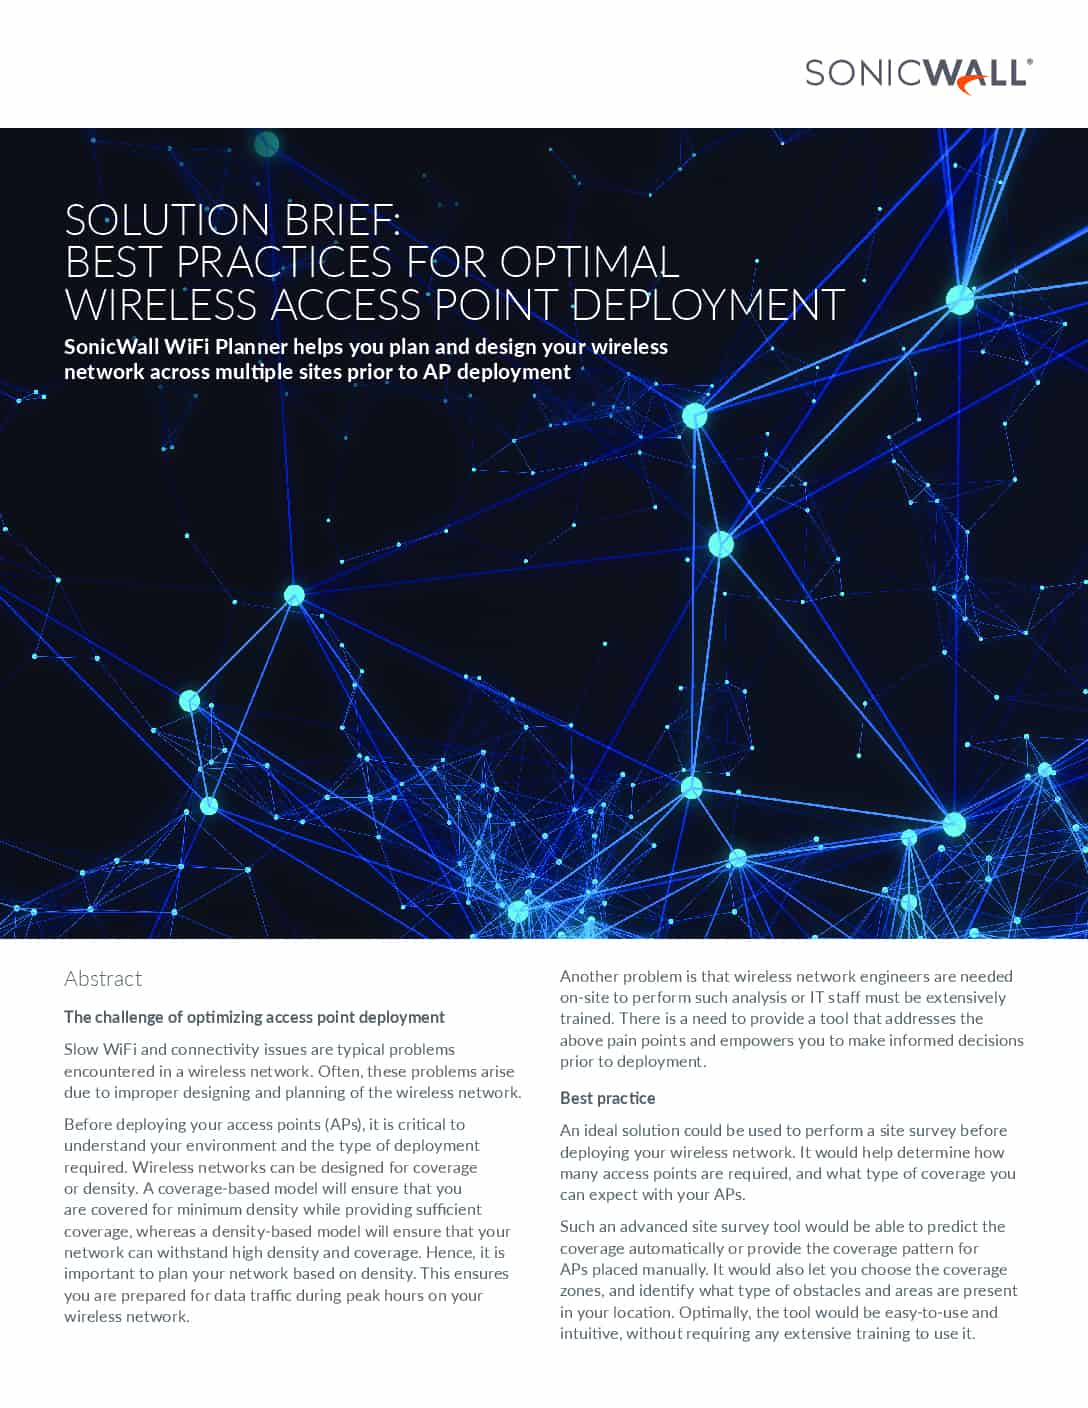 SONICWALL®
SOLUTION BRIEF:
BEST PRACTICES FOR OPTIMAL
WIRELESS ACCESS POINT DEPLOYMENT
SonicWall WiFi Planner helps you plan and design your wireless
network across multiple sites prior to AP deployment
Abstract
The challenge of optimizing access point deployment
Slow WiFi and connectivity issues are typical problems
encountered in a wireless network. Often, these problems arise
due to improper designing and planning of the wireless network.
Before deploying your access points (APs), it is critical to
understand your environment and the type of deployment
required. Wireless networks can be designed for coverage
or density. A coverage-based model will ensure that you
are covered for minimum density while providing sufficient
coverage, whereas a density-based model will ensure that your
network can withstand high density and coverage. Hence, it is
important to plan your network based on density. This ensures
you are prepared for data traffic during peak hours on your
wireless network.
Another problem is that wireless network engineers are needed
on-site to perform such analysis or IT staff must be extensively
trained. There is a need to provide a tool that addresses the
above pain points and empowers you to make informed decisions
prior to deployment.
Best practice
An ideal solution could be used to perform a site survey before
deploying your wireless network. It would help determine how
many access points are required, and what type of coverage you
can expect with your APs.
Such an advanced site survey tool would be able to predict the
coverage automatically or provide the coverage pattern for
APs placed manually. It would also let you choose the coverage
zones, and identify what type of obstacles and areas are present
in your location. Optimally, the tool would be easy-to-use and
intuitive, without requiring any extensive training to use it.